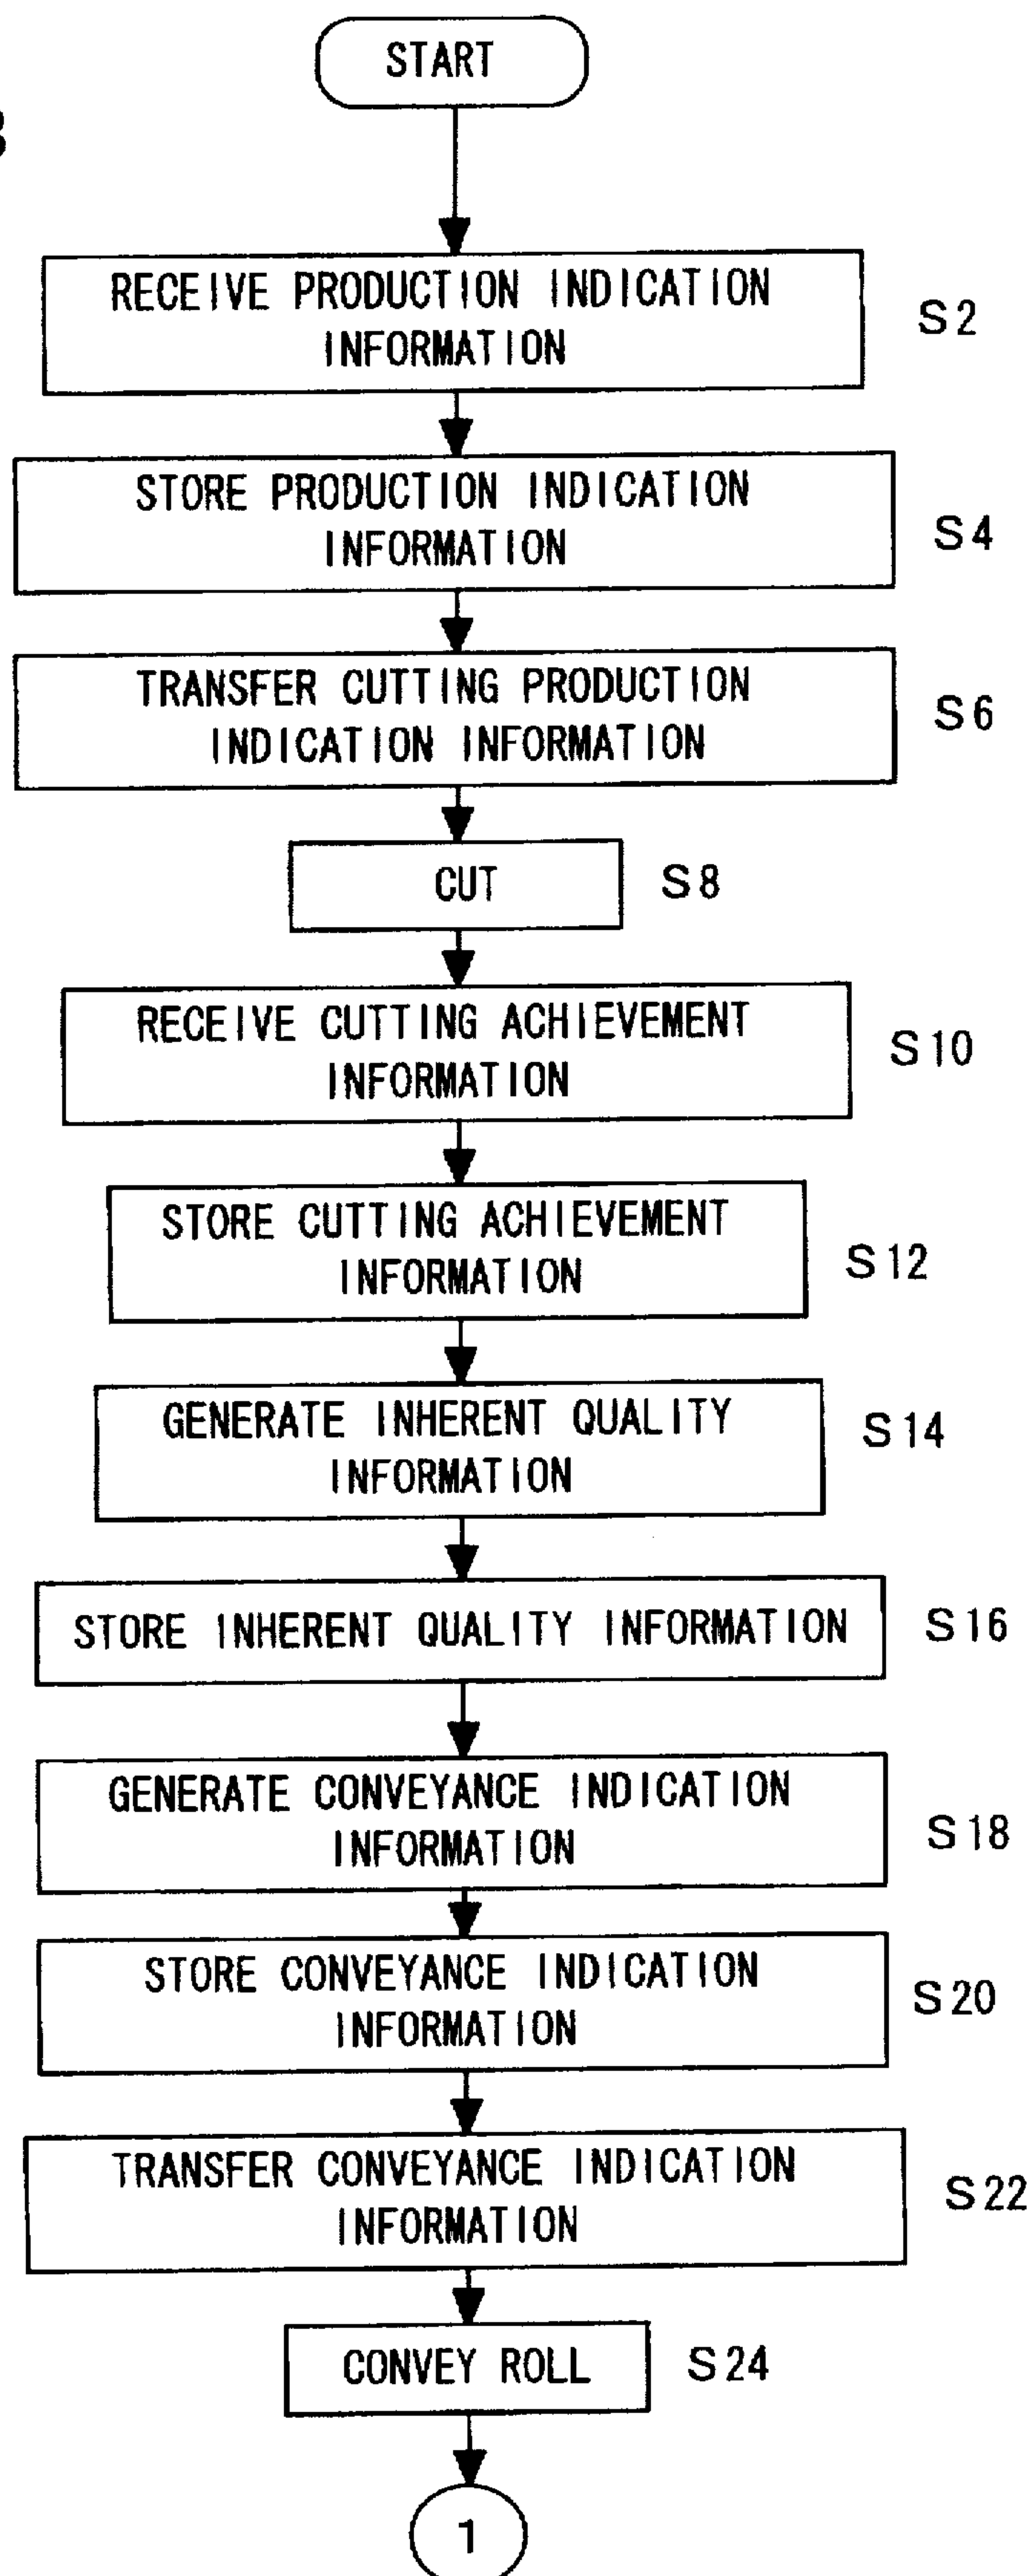 START
RECEIVE PRODUCTION INDICATION
INFORMATION
S2
STORE PRODUCTION INDICATION
INFORMATION
S4
TRANSFER CUTTING PRODUCTION
INDICATION INFORMATION
S6
CUT
S8
RECEIVE CUTTING ACHIEVEMENT
INFORMATION
S10
STORE CUTTING ACHIEVEMENT
INFORMATION
S12
GENERATE INHERENT QUALITY
INFORMATION
S14
STORE INHERENT QUALITY INFORMATION
S16
GENERATE CONVEYANCE INDICATION
INFORMATION
S18
STORE CONVEYANCE INDICATION
INFORMATION
S20
TRANSFER CONVEYANCE INDICATION
INFORMATION
S22
CONVEY ROLL
S24
1